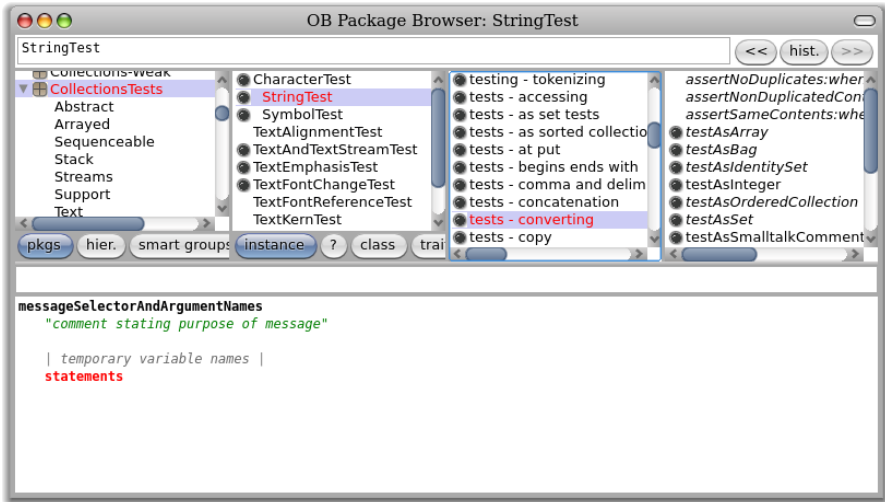 OB Package Browser: StringTest
StringTest
<<
hist.
>>
Collections-Weak
CollectionsTests
Abstract
Arrayed
Sequenceable
Stack
Streams
Support
Text
CharacterTest
StringTest
SymbolTest
TextAlignmentTest
TextAndTextStreamTest
TextEmphasisTest
TextFontChangeTest
TextFontReferenceTest
TextKernTest
testing - tokenizing
tests - accessing
tests - as set tests
tests - as sorted collectio
tests - at put
tests - begins ends with
tests - comma and delim
tests - concatenation
tests - converting
tests - copy
assertNoDuplicates:wher
assertNonDuplicatedCon
assertSameContents:whe
testAsArray
testAsBag
testAsIdentitySet
testAsInteger
testAsOrderedCollection
testAsSet
testAsSmalltalkComment
pkgs
hier.
smart groups
instance
?
class
trai
messageSelectorAndArgumentNames
"comment stating purpose of message"
| temporary variable names |
statements